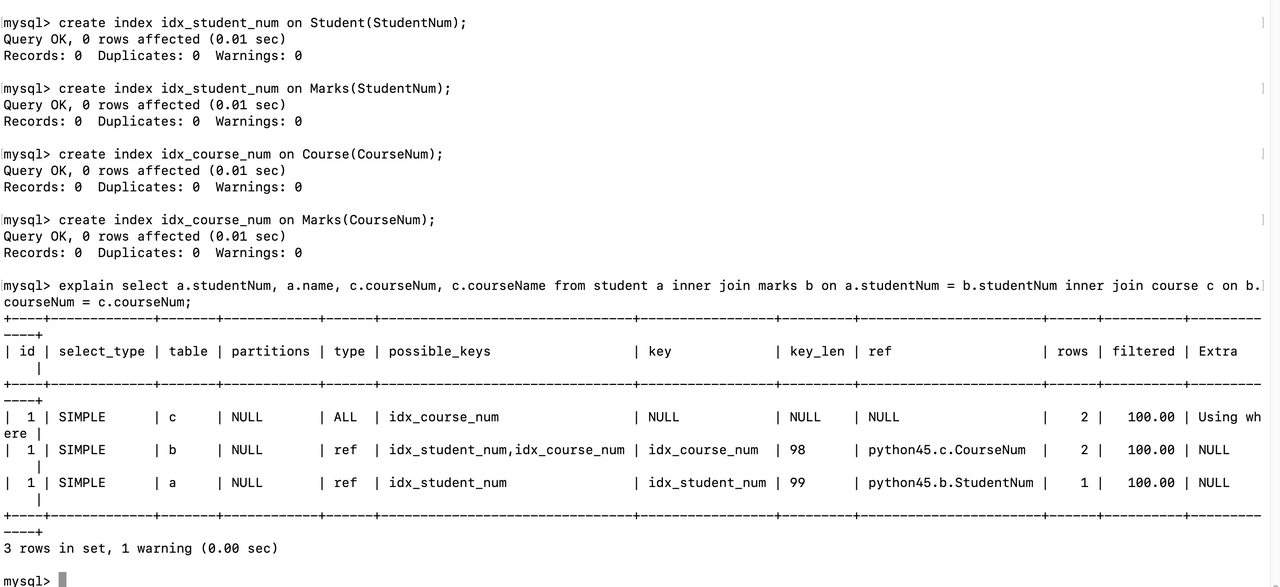 mysql> create index idx_student_num on Student(StudentNum);
Query OK, 0 rows affected (0.01 sec)
Records: 0  Duplicates: 0  Warnings: 0

mysql> create index idx_student_num on Marks(StudentNum);
Query OK, 0 rows affected (0.01 sec)
Records: 0  Duplicates: 0  Warnings: 0

mysql> create index idx_course_num on Course(CourseNum);
Query OK, 0 rows affected (0.01 sec)
Records: 0  Duplicates: 0  Warnings: 0

mysql> create index idx_course_num on Marks(CourseNum);
Query OK, 0 rows affected (0.01 sec)
Records: 0  Duplicates: 0  Warnings: 0

mysql> explain select a.studentNum, a.name, c.courseNum, c.courseName from student a inner join marks b on a.studentNum = b.studentNum inner join course c on b.
courseNum = c.courseNum;
+----+-------------+-------+------------+------+--------------------------------+-----------------+---------+----------------------+------+----------+---------
----+
| id | select_type | table | partitions | type | possible_keys                  | key             | key_len | ref                  | rows | filtered | Extra
    |
+----+-------------+-------+------------+------+--------------------------------+-----------------+---------+----------------------+------+----------+---------
----+
|  1 | SIMPLE      | c     | NULL       | ALL  | idx_course_num                 | NULL            | NULL    | NULL                 |    2 |   100.00 | Using wh
ere |
|  1 | SIMPLE      | b     | NULL       | ref  | idx_student_num,idx_course_num | idx_course_num  | 98      | python45.c.CourseNum  |    2 |   100.00 | NULL
    |
|  1 | SIMPLE      | a     | NULL       | ref  | idx_student_num                | idx_student_num | 99      | python45.b.StudentNum |    1 |   100.00 | NULL
    |
+----+-------------+-------+------------+------+--------------------------------+-----------------+---------+----------------------+------+----------+---------
----+
3 rows in set, 1 warning (0.00 sec)

mysql>